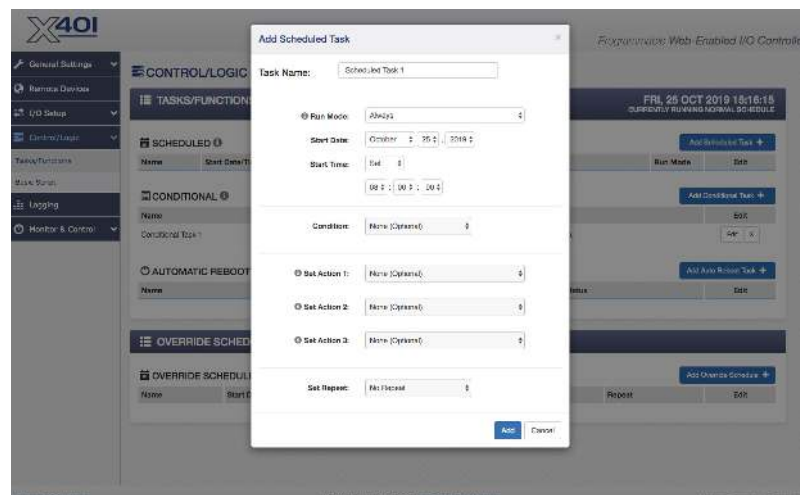 X401
Add Scheduled Task
Programmable Web-Enabled I/O Controller
General Settings
Remote Devices
I/O Setup
Control/Logic
Tasks/Functions
Basic Script
Logging
Monitor & Control
CONTROL/LOGIC
TASKS/FUNCTION
FRI, 25 OCT 2019 18:16:15
CURRENTLY RUNNING NORMAL SCHEDULE
SCHEDULED
Add Scheduled Task +
Name Start Date/Ti Run Mode Edit
CONDITIONAL
Add Conditional Task +
Name Edit
Conditional Task 1 Edit X
AUTOMATIC REBOOT
Add Auto Reboot Task +
Name Status Edit
OVERRIDE SCHED
OVERRIDE SCHEDUL
Add Override Schedule +
Name Start D Repeat Edit
Task Name: Scheduled Task 1
Run Mode: Always
Start Date: October 25, 2019
Start Time: Set
08 : 00 : 00
Condition: None (Optional)
Set Action 1: None (Optional)
Set Action 2: None (Optional)
Set Action 3: None (Optional)
Set Repeat: No Repeat
Add Cancel